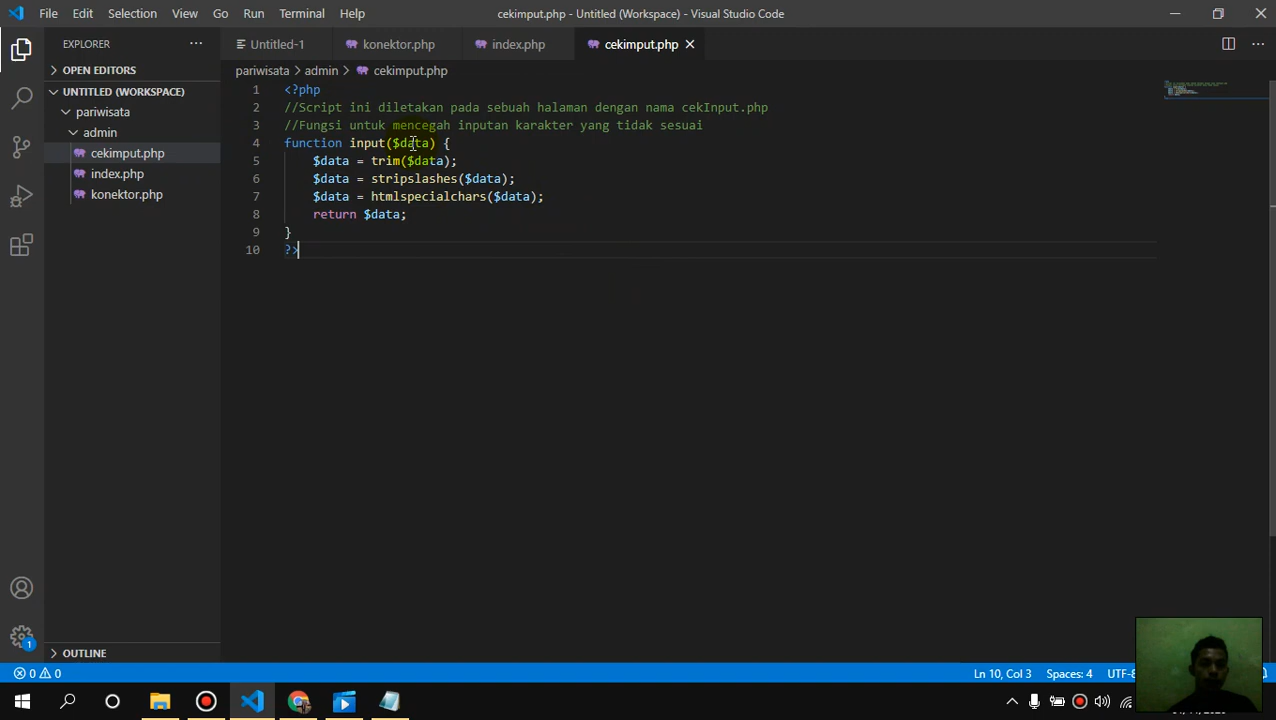 File Edit Selection View Go Run Terminal Help
cekimput.php - Untitled (Workspace) - Visual Studio Code
EXPLORER
OPEN EDITORS
UNTITLED (WORKSPACE)
pariwisata
admin
cekimput.php
index.php
konektor.php
OUTLINE
Untitled-1 konektor.php index.php cekimput.php
pariwisata > admin > cekimput.php
1 <?php
2 //Script ini diletakan pada sebuah halaman dengan nama cekInput.php
3 //Fungsi untuk mencegah inputan karakter yang tidak sesuai
4 function input($data) {
5 $data = trim($data);
6 $data = stripslashes($data);
7 $data = htmlspecialchars($data);
8 return $data;
9 }
10 ?>
1
0 0
Ln 10, Col 3 Spaces: 4